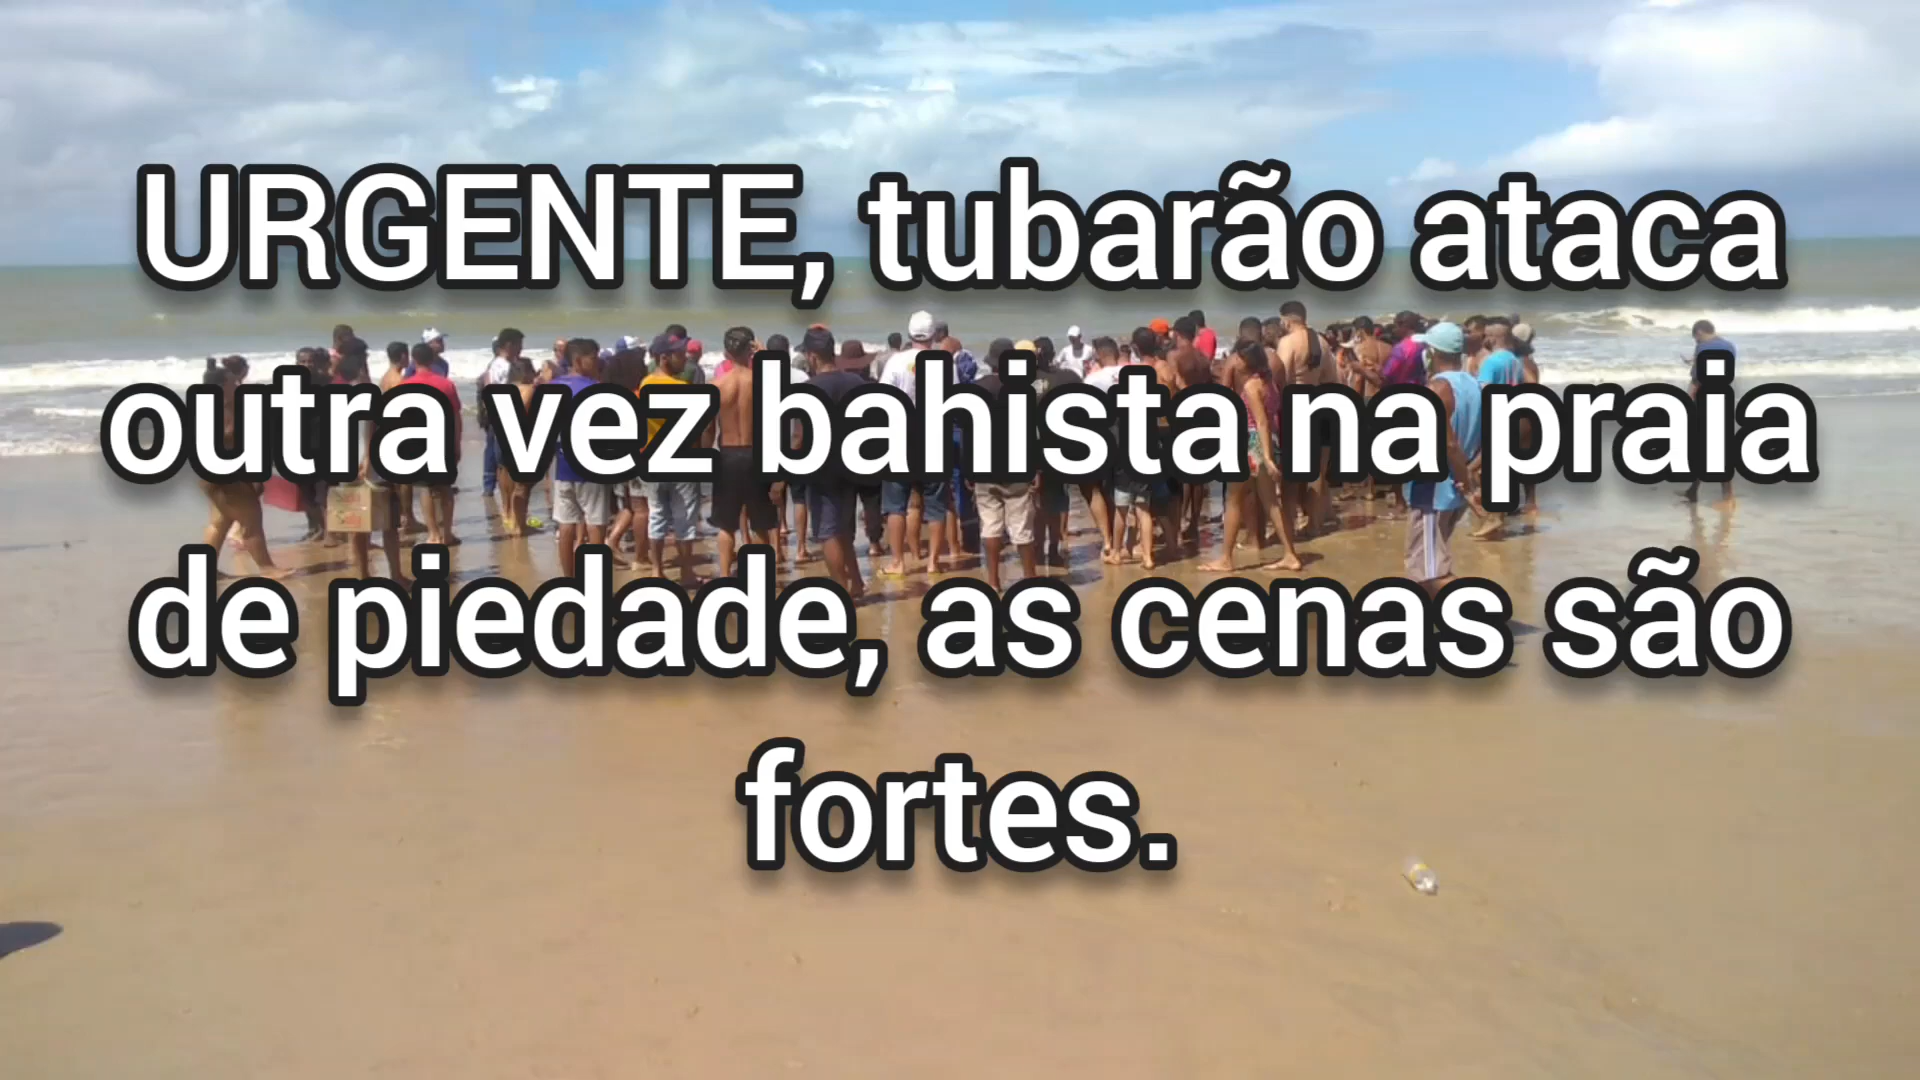 URGENTE, tubarão ataca
outra vez bahista na praia
de piedade, as cenas são
fortes.